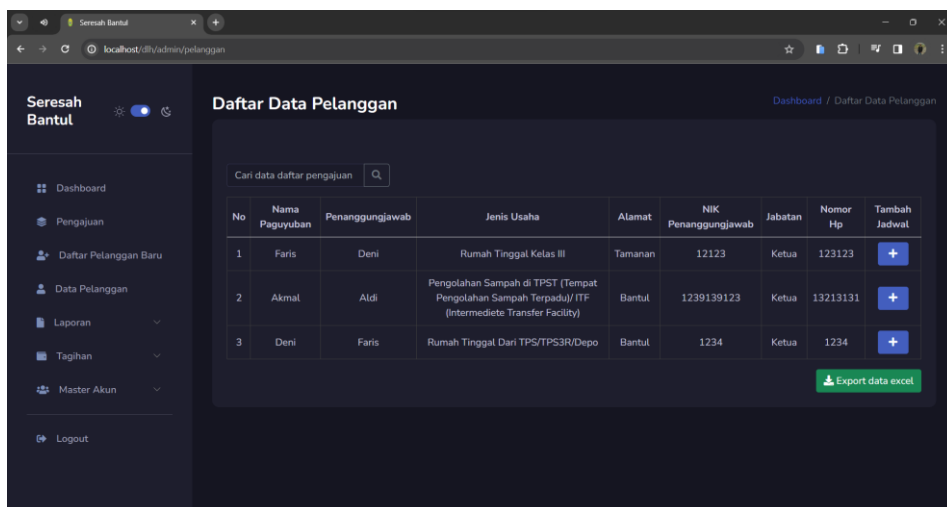 Seresah Bantul
localhost/dlh/admin/pelanggan
Seresah
Bantul
Daftar Data Pelanggan
Dashboard / Daftar Data Pelanggan
Dashboard
Pengajuan
Daftar Pelanggan Baru
Data Pelanggan
Laporan
Tagihan
Master Akun
Logout
Cari data daftar pengajuan
No Nama Paguyuban Penanggungjawab Jenis Usaha Alamat NIK Penanggungjawab Jabatan Nomor Hp Tambah Jadwal
1 Faris Deni Rumah Tinggal Kelas III Tamanan 12123 Ketua 123123 +
2 Akmal Aldi Pengolahan Sampah di TPST (Tempat Pengolahan Sampah Terpadu)/ ITF (Intermediete Transfer Facility) Bantul 1239139123 Ketua 13213131 +
3 Deni Faris Rumah Tinggal Dari TPS/TPS3R/Depo Bantul 1234 Ketua 1234 +
Export data excel